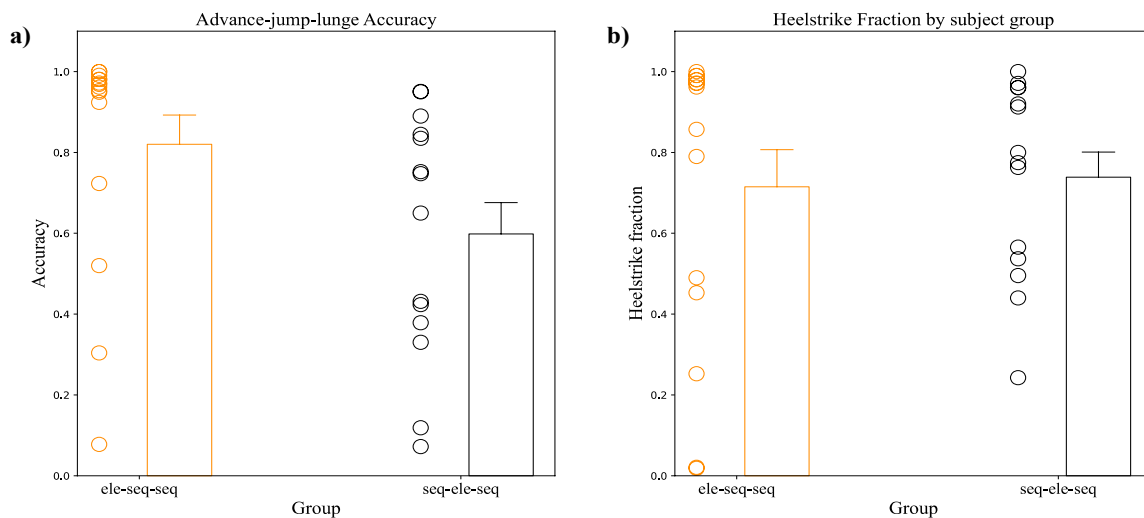 a)
Advance-jump-lunge Accuracy
1.0
0.8
0.6
0.4
0.2
0.0
Accuracy
ele-seq-seq
seq-ele-seq
Group
b)
Heelstrike Fraction by subject group
1.0
0.8
0.6
0.4
0.2
0.0
Heelstrike fraction
ele-seq-seq
seq-ele-seq
Group